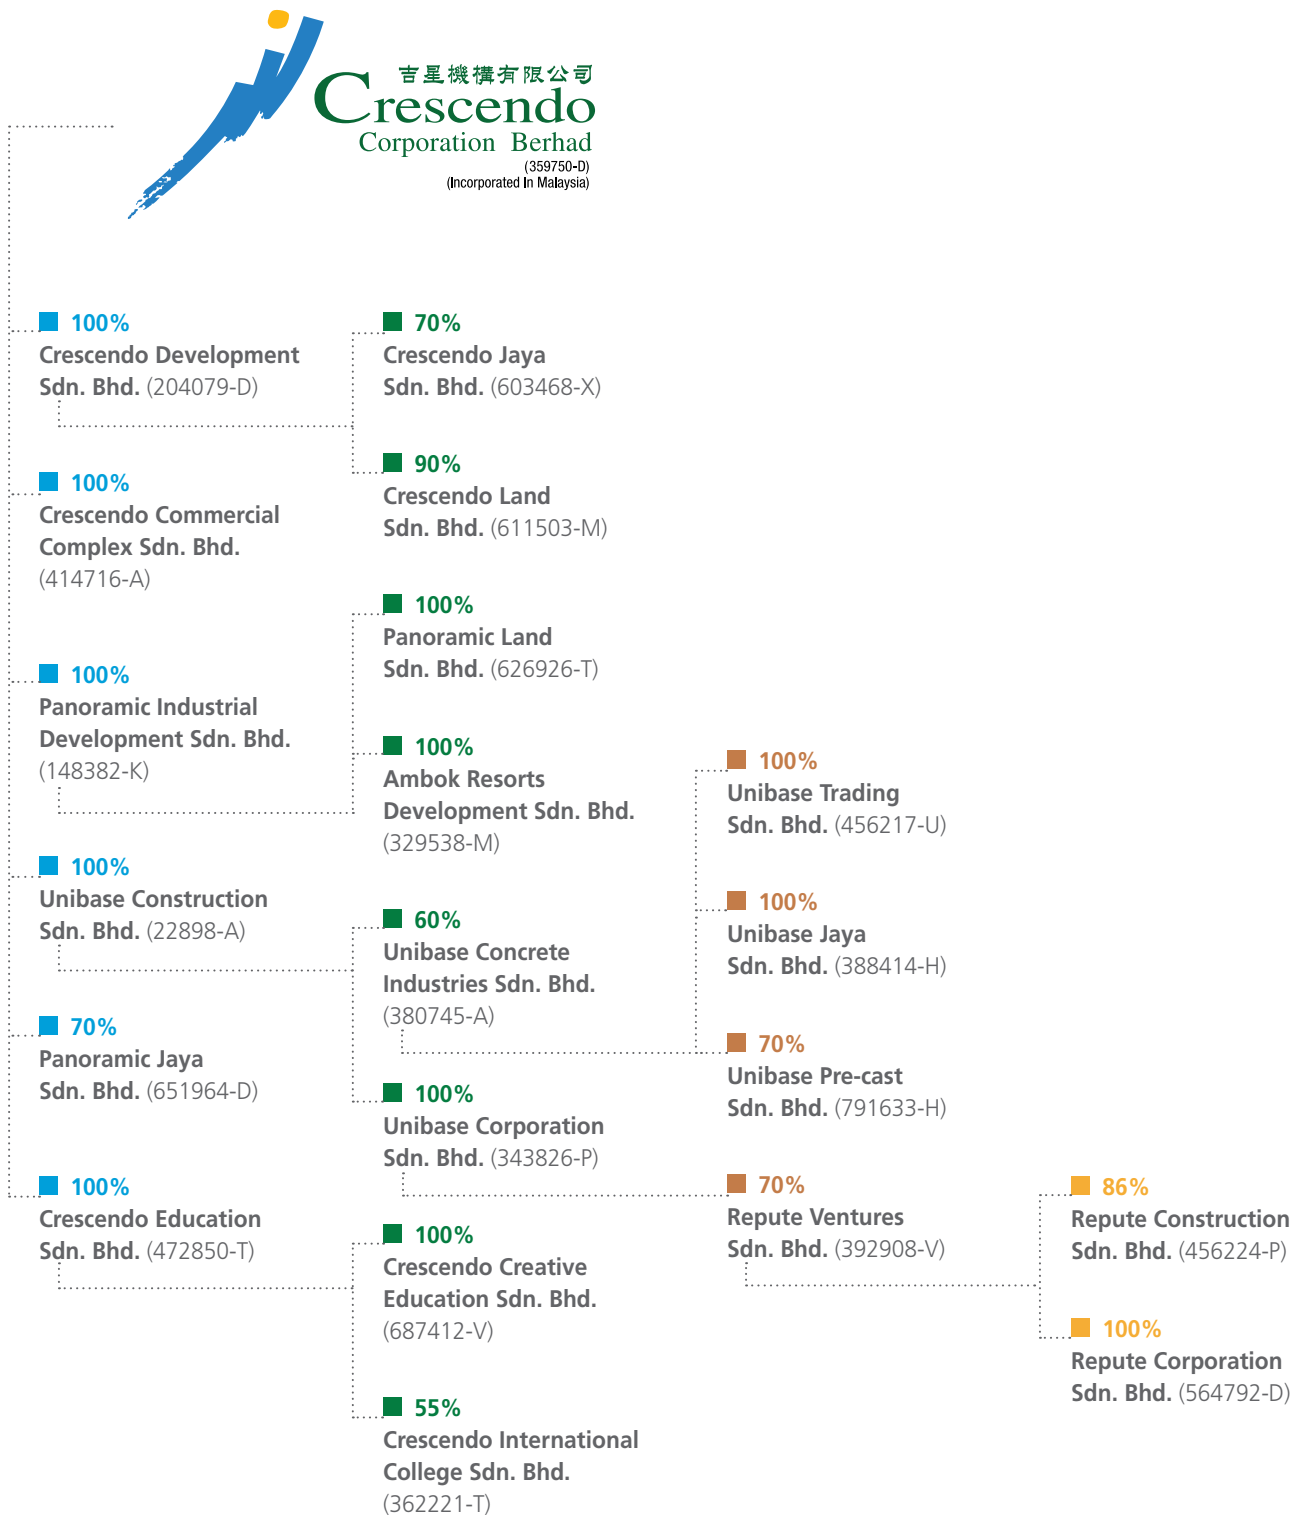 吉星機構有限公司
Crescendo
Corporation Berhad
(359750-D)
(Incorporated In Malaysia)
100%
Crescendo Development
Sdn. Bhd. (204079-D)
100%
Crescendo Commercial
Complex Sdn. Bhd.
(414716-A)
100%
Panoramic Industrial
Development Sdn. Bhd.
(148382-K)
100%
Unibase Construction
Sdn. Bhd. (22898-A)
70%
Panoramic Jaya
Sdn. Bhd. (651964-D)
100%
Crescendo Education
Sdn. Bhd. (472850-T)
70%
Crescendo Jaya
Sdn. Bhd. (603468-X)
90%
Crescendo Land
Sdn. Bhd. (611503-M)
100%
Panoramic Land
Sdn. Bhd. (626926-T)
100%
Ambok Resorts
Development Sdn. Bhd.
(329538-M)
60%
Unibase Concrete
Industries Sdn. Bhd.
(380745-A)
100%
Unibase Corporation
Sdn. Bhd. (343826-P)
100%
Crescendo Creative
Education Sdn. Bhd.
(687412-V)
55%
Crescendo International
College Sdn. Bhd.
(362221-T)
100%
Unibase Trading
Sdn. Bhd. (456217-U)
100%
Unibase Jaya
Sdn. Bhd. (388414-H)
70%
Unibase Pre-cast
Sdn. Bhd. (791633-H)
70%
Repute Ventures
Sdn. Bhd. (392908-V)
86%
Repute Construction
Sdn. Bhd. (456224-P)
100%
Repute Corporation
Sdn. Bhd. (564792-D)